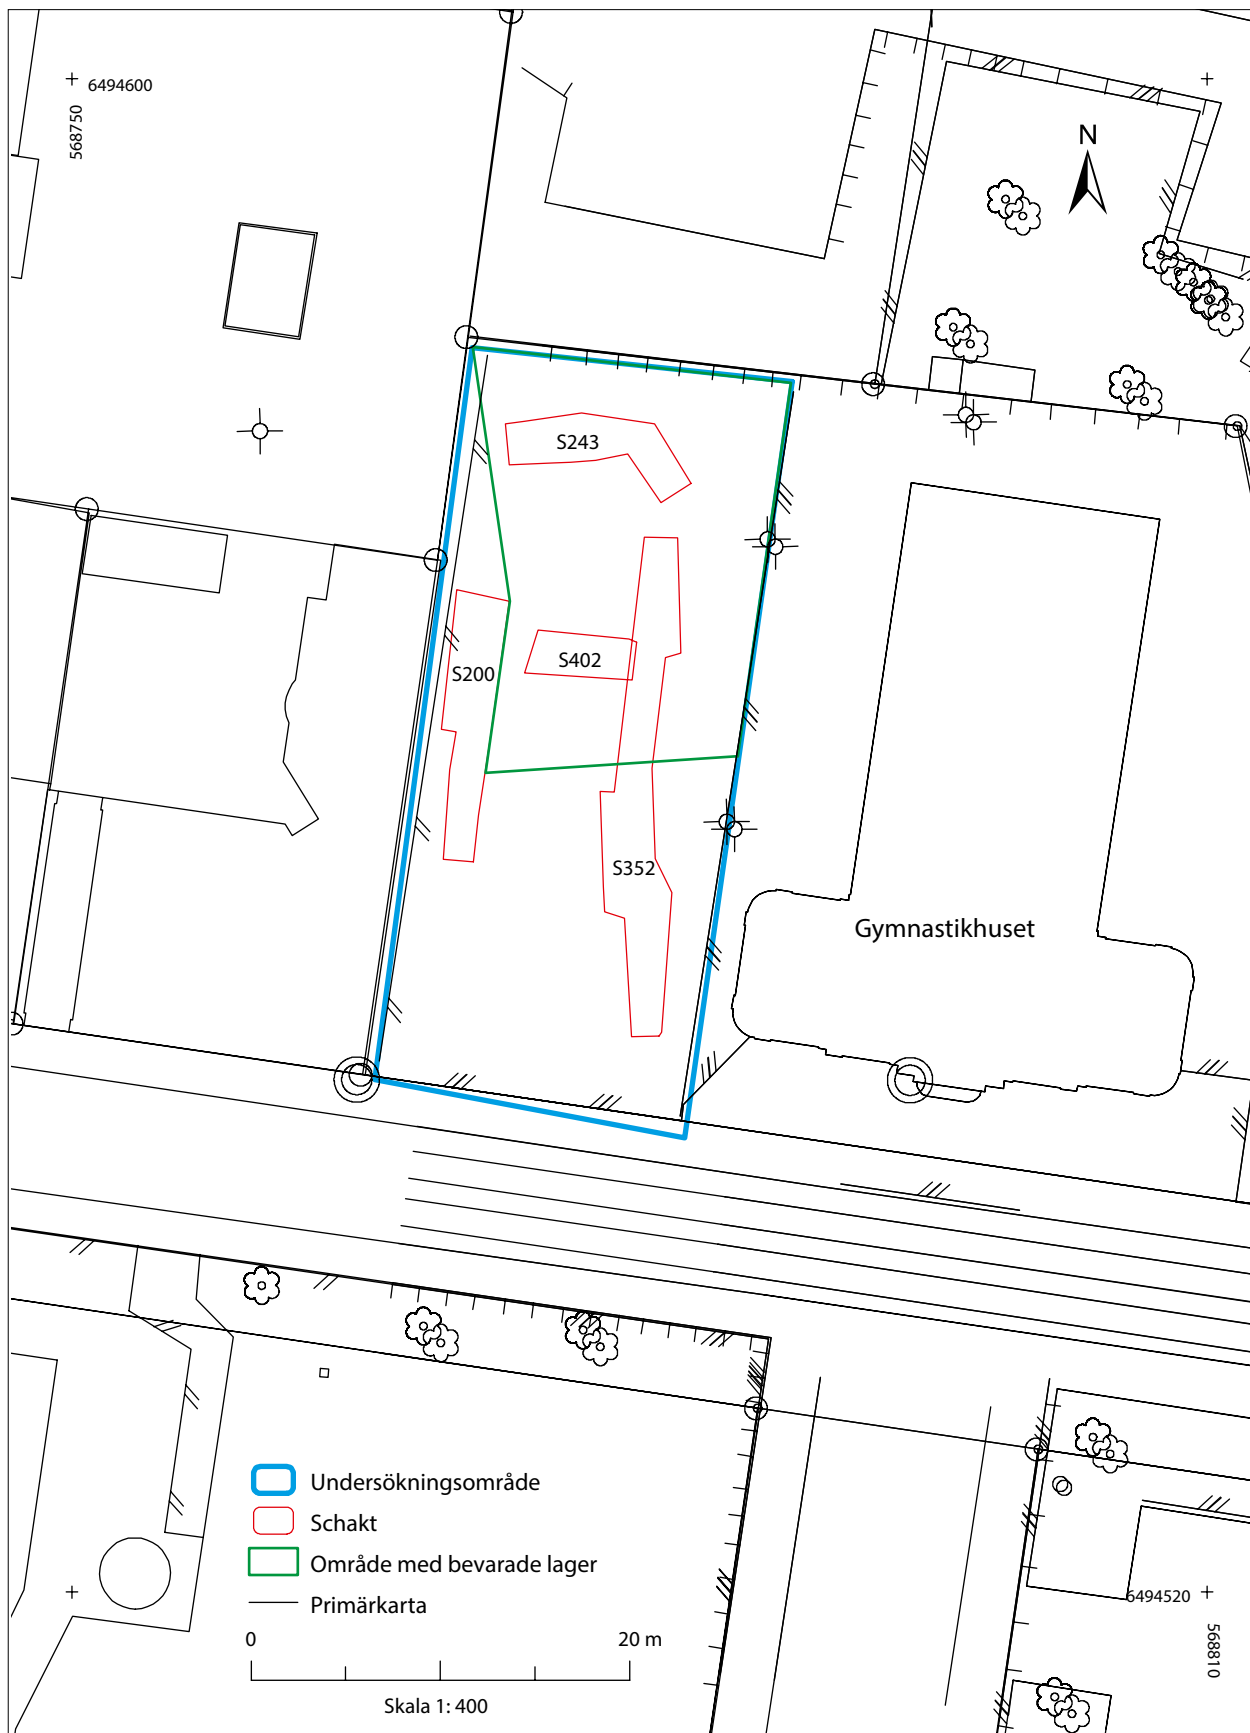 6494600
568750
N
S243
S402
S200
S352
Gymnastikhuset
Undersökningsområde
Schakt
Område med bevarade lager
Primärkarta
0 20 m
Skala 1: 400
6494520
568810